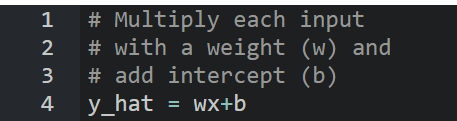 1 # Multiply each input
2 # with a weight (w) and
3 # add intercept (b)
4 y_hat = wx+b